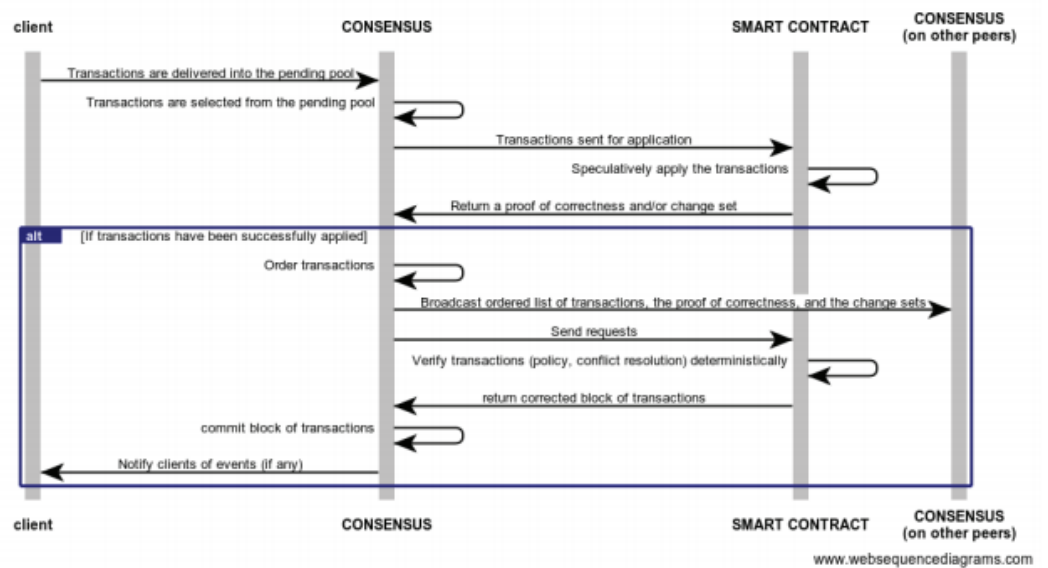 client
CONSENSUS
SMART CONTRACT
CONSENSUS
(on other peers)
Transactions are delivered into the pending pool
Transactions are selected from the pending pool
Transactions sent for application
Speculatively apply the transactions
Return a proof of correctness and/or change set
alt
[If transactions have been successfully applied]
Order transactions
Broadcast ordered list of transactions, the proof of correctness, and the change sets
Send requests
Verify transactions (policy, conflict resolution) deterministically
return corrected block of transactions
commit block of transactions
Notify clients of events (if any)
client
CONSENSUS
SMART CONTRACT
CONSENSUS
(on other peers)
www.websequencediagrams.com